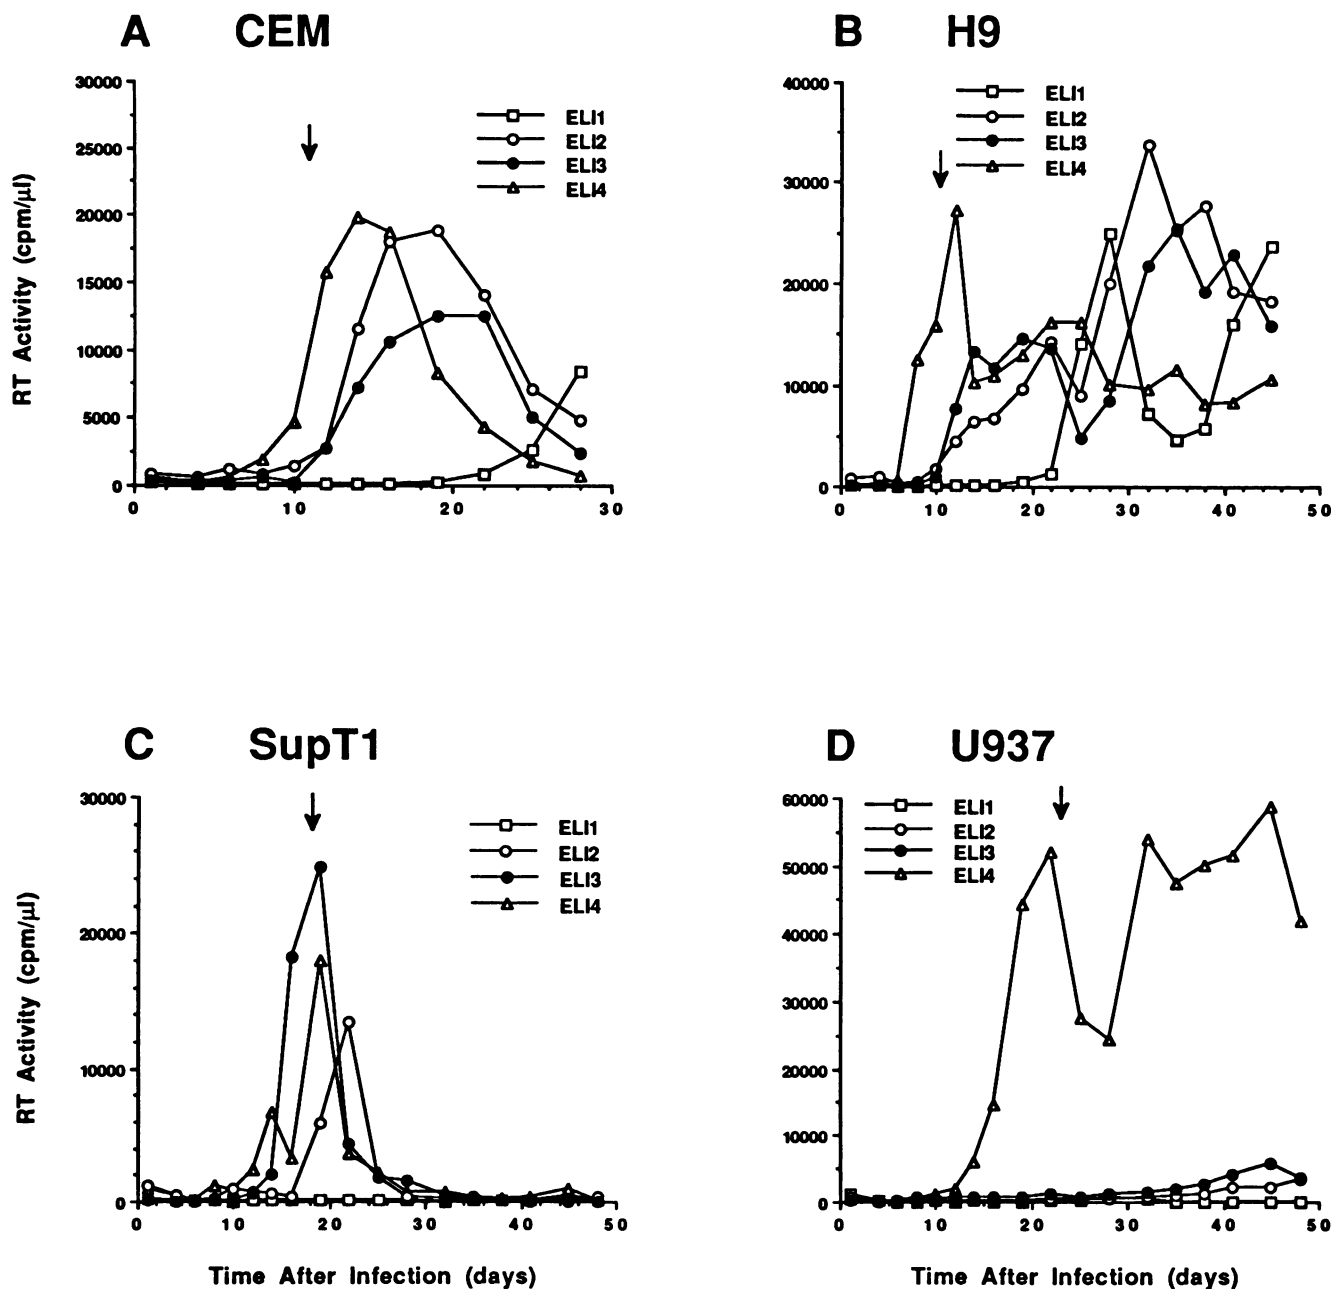 A CEM
30000
25000
20000
15000
10000
5000
0
0 10 20 30
RT Activity (cpm/μl)
ELI1
ELI2
ELI3
ELI4
B H9
40000
30000
20000
10000
0
0 10 20 30 40 50
ELI1
ELI2
ELI3
ELI4
C SupT1
30000
20000
10000
0
0 10 20 30 40 50
RT Activity (cpm/μl)
Time After Infection (days)
ELI1
ELI2
ELI3
ELI4
D U937
60000
50000
40000
30000
20000
10000
0
0 10 20 30 40 50
Time After Infection (days)
ELI1
ELI2
ELI3
ELI4